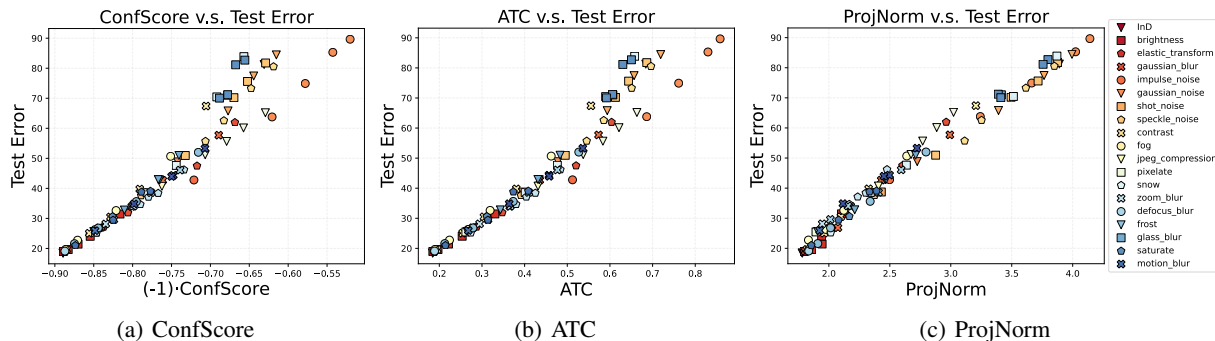 ConfScore v.s. Test Error
Test Error
90
80
70
60
50
40
30
20
−0.90
−0.85
−0.80
−0.75
−0.70
−0.65
−0.60
−0.55
(-1)·ConfScore
(a) ConfScore
ATC v.s. Test Error
Test Error
90
80
70
60
50
40
30
20
0.2
0.3
0.4
0.5
0.6
0.7
0.8
ATC
(b) ATC
ProjNorm v.s. Test Error
Test Error
90
80
70
60
50
40
30
20
2.0
2.5
3.0
3.5
4.0
ProjNorm
(c) ProjNorm
InD
brightness
elastic_transform
gaussian_blur
impulse_noise
gaussian_noise
shot_noise
speckle_noise
contrast
fog
jpeg_compression
pixelate
snow
zoom_blur
defocus_blur
frost
glass_blur
saturate
motion_blur